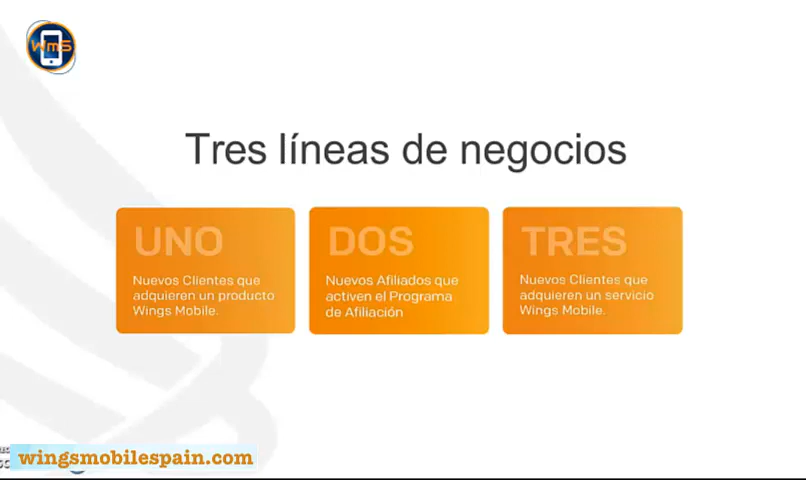 WmS
Tres líneas de negocios
UNO
Nuevos Clientes que
adquieren un producto
Wings Mobile.
DOS
Nuevos Afiliados que
activen el Programa
de Afiliación
TRES
Nuevos Clientes que
adquieren un servicio
Wings Mobile.
wingsmobilespain.com